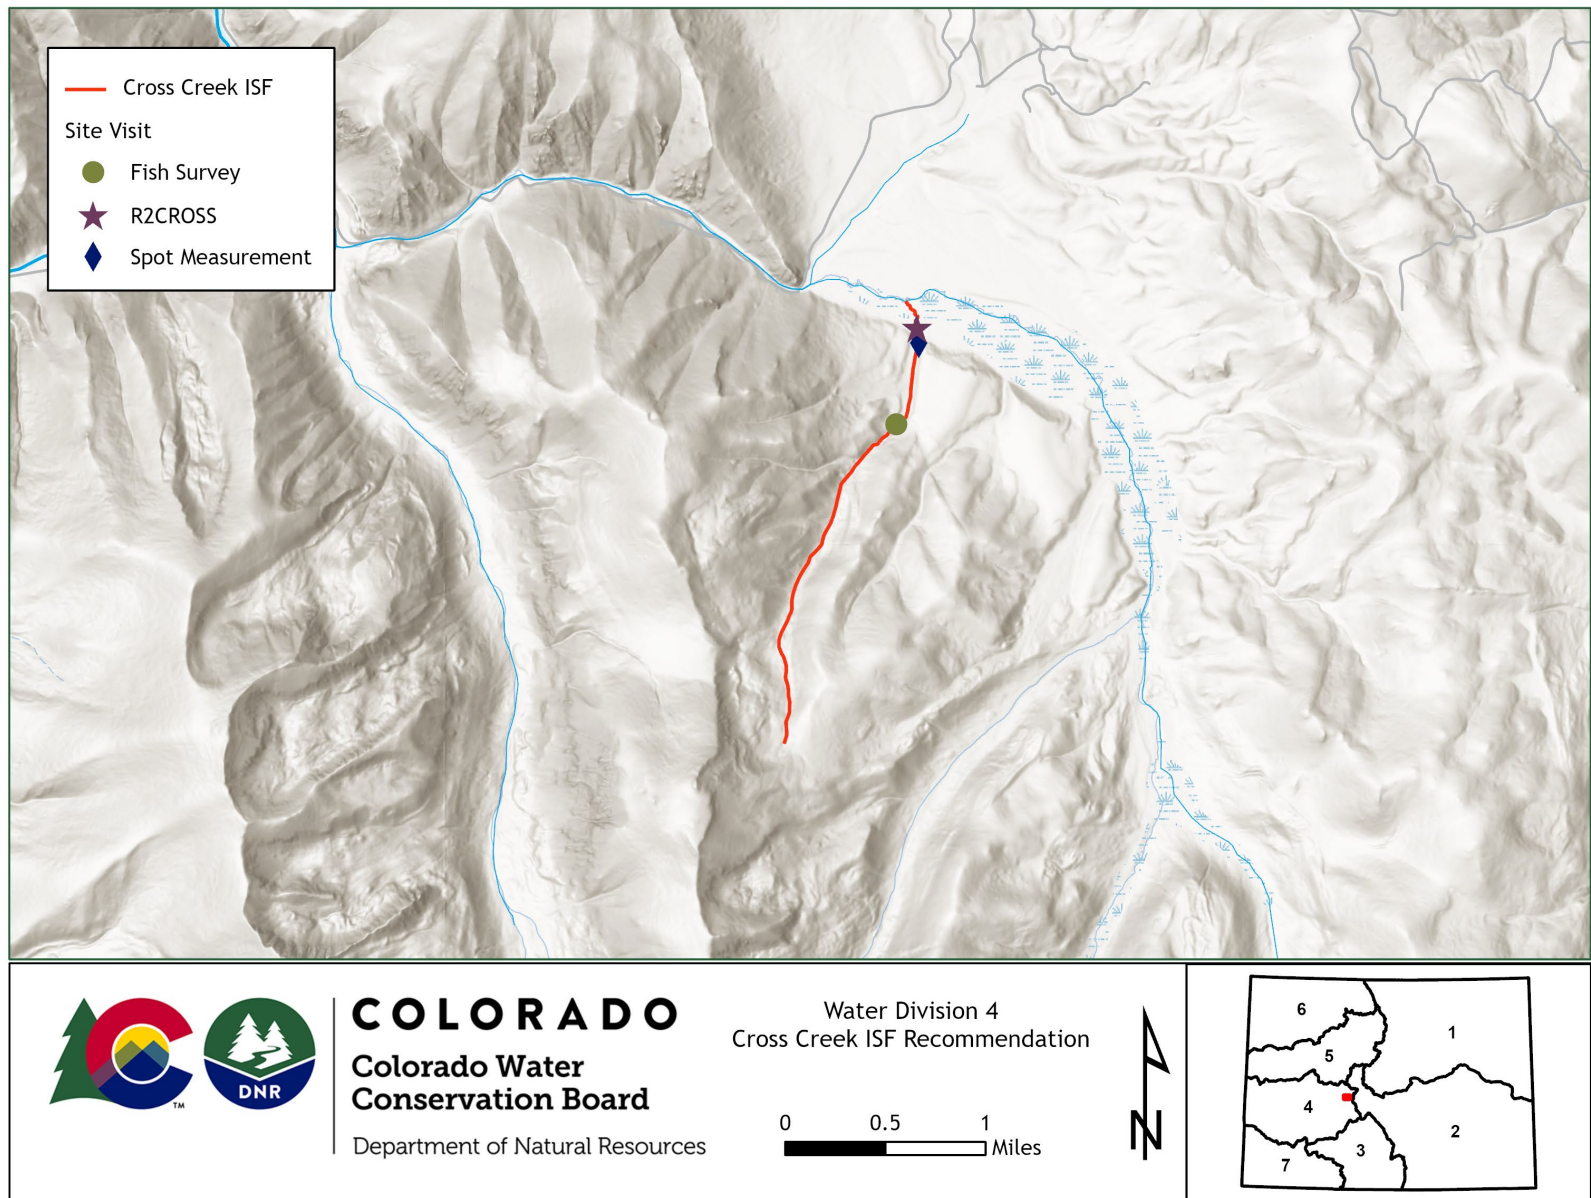 Cross Creek ISF
Site Visit
Fish Survey
R2CROSS
Spot Measurement
TM
DNR
COLORADO
Colorado Water
Conservation Board
Department of Natural Resources
Water Division 4
Cross Creek ISF Recommendation
0 0.5 1
Miles
N
6
1
5
4
2
3
7